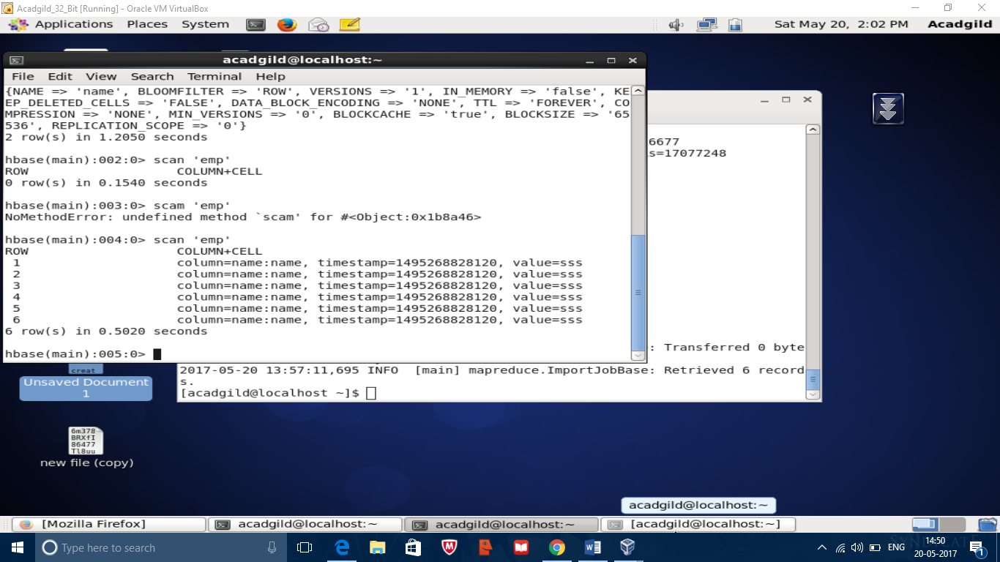 Acadgild_32_Bit [Running] - Oracle VM VirtualBox
Applications Places System Sat May 20, 2:02 PM Acadgild
acadgild@localhost:~
File Edit View Search Terminal Help
{NAME => 'name', BLOOMFILTER => 'ROW', VERSIONS => '1', IN_MEMORY => 'false', KE
EP_DELETED_CELLS => 'FALSE', DATA_BLOCK_ENCODING => 'NONE', TTL => 'FOREVER', CO
MPRESSION => 'NONE', MIN_VERSIONS => '0', BLOCKCACHE => 'true', BLOCKSIZE => '65
536', REPLICATION_SCOPE => '0'}
2 row(s) in 1.2050 seconds
hbase(main):002:0> scan 'emp'
ROW COLUMN+CELL
0 row(s) in 0.1540 seconds
hbase(main):003:0> scam 'emp'
NoMethodError: undefined method `scam' for #<Object:0x1b8a46>
hbase(main):004:0> scan 'emp'
ROW COLUMN+CELL
1 column=name:name, timestamp=1495268828120, value=sss
2 column=name:name, timestamp=1495268828120, value=sss
3 column=name:name, timestamp=1495268828120, value=sss
4 column=name:name, timestamp=1495268828120, value=sss
5 column=name:name, timestamp=1495268828120, value=sss
6 column=name:name, timestamp=1495268828120, value=sss
6 row(s) in 0.5020 seconds
hbase(main):005:0>
6677
s=17077248
: Transferred 0 byte
2017-05-20 13:57:11,695 INFO [main] mapreduce.ImportJobBase: Retrieved 6 record
s.
[acadgild@localhost ~]$
creat
Unsaved Document
1
6m378
BRXfI
86477
Tl8uu
new file (copy)
acadgild@localhost:~
[Mozilla Firefox] acadgild@localhost:~ acadgild@localhost:~ [acadgild@localhost:~]
Type here to search
ENG
14:50
20-05-2017
1